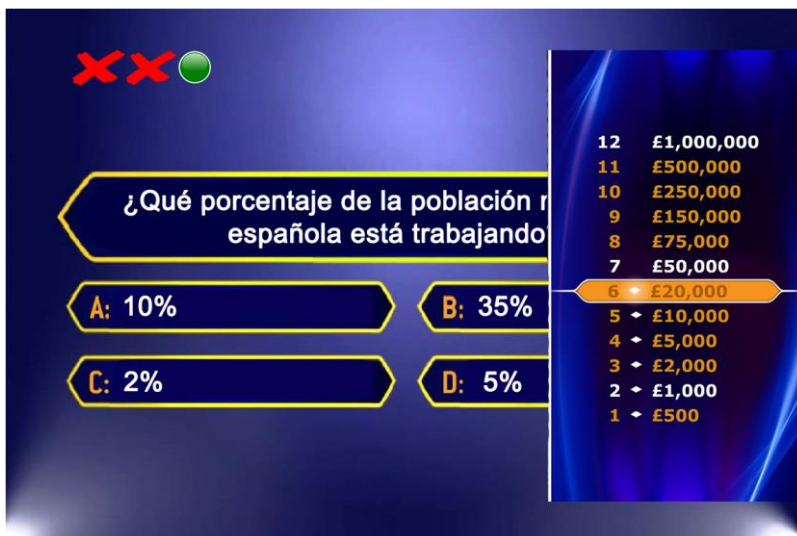 ¿Qué porcentaje de la población
española está trabajando
A: 10%
B: 35%
C: 2%
D: 5%
12 £1,000,000
11 £500,000
10 £250,000
9 £150,000
8 £75,000
7 £50,000
6 £20,000
5 £10,000
4 £5,000
3 £2,000
2 £1,000
1 £500